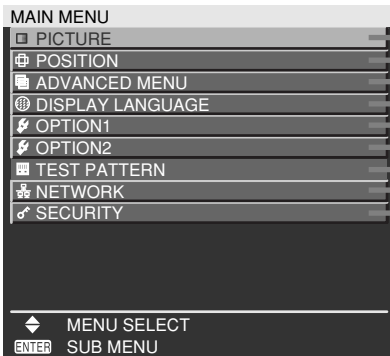 MAIN MENU
PICTURE
POSITION
ADVANCED MENU
DISPLAY LANGUAGE
OPTION1
OPTION2
TEST PATTERN
NETWORK
SECURITY
MENU SELECT
ENTER SUB MENU